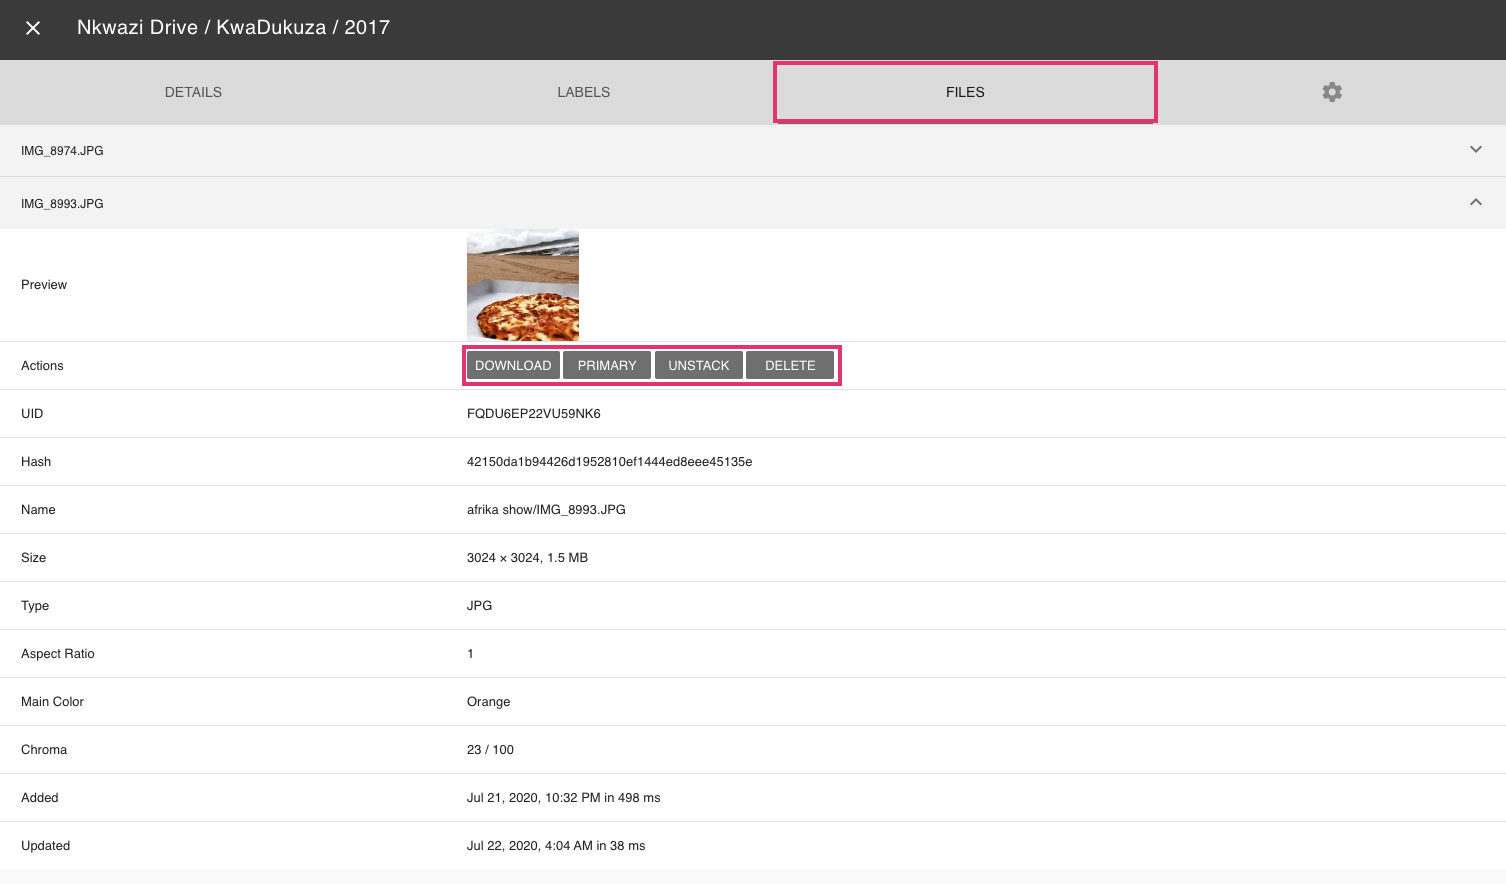 Nkwazi Drive / KwaDukuza / 2017
DETAILS LABELS FILES
IMG_8974.JPG
IMG_8993.JPG
Preview
Actions DOWNLOAD PRIMARY UNSTACK DELETE
UID FQDU6EP22VU59NK6
Hash 42150da1b94426d1952810ef1444ed8eee45135e
Name afrika show/IMG_8993.JPG
Size 3024 × 3024, 1.5 MB
Type JPG
Aspect Ratio 1
Main Color Orange
Chroma 23 / 100
Added Jul 21, 2020, 10:32 PM in 498 ms
Updated Jul 22, 2020, 4:04 AM in 38 ms